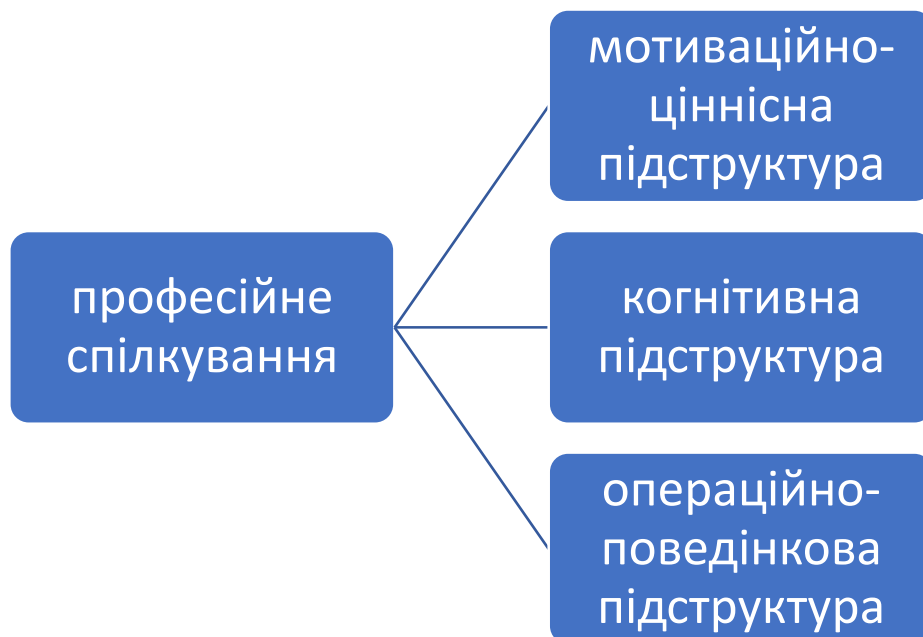 мотиваційно-
ціннісна
підструктура
професійне
спілкування
когнітивна
підструктура
операційно-
поведінкова
підструктура